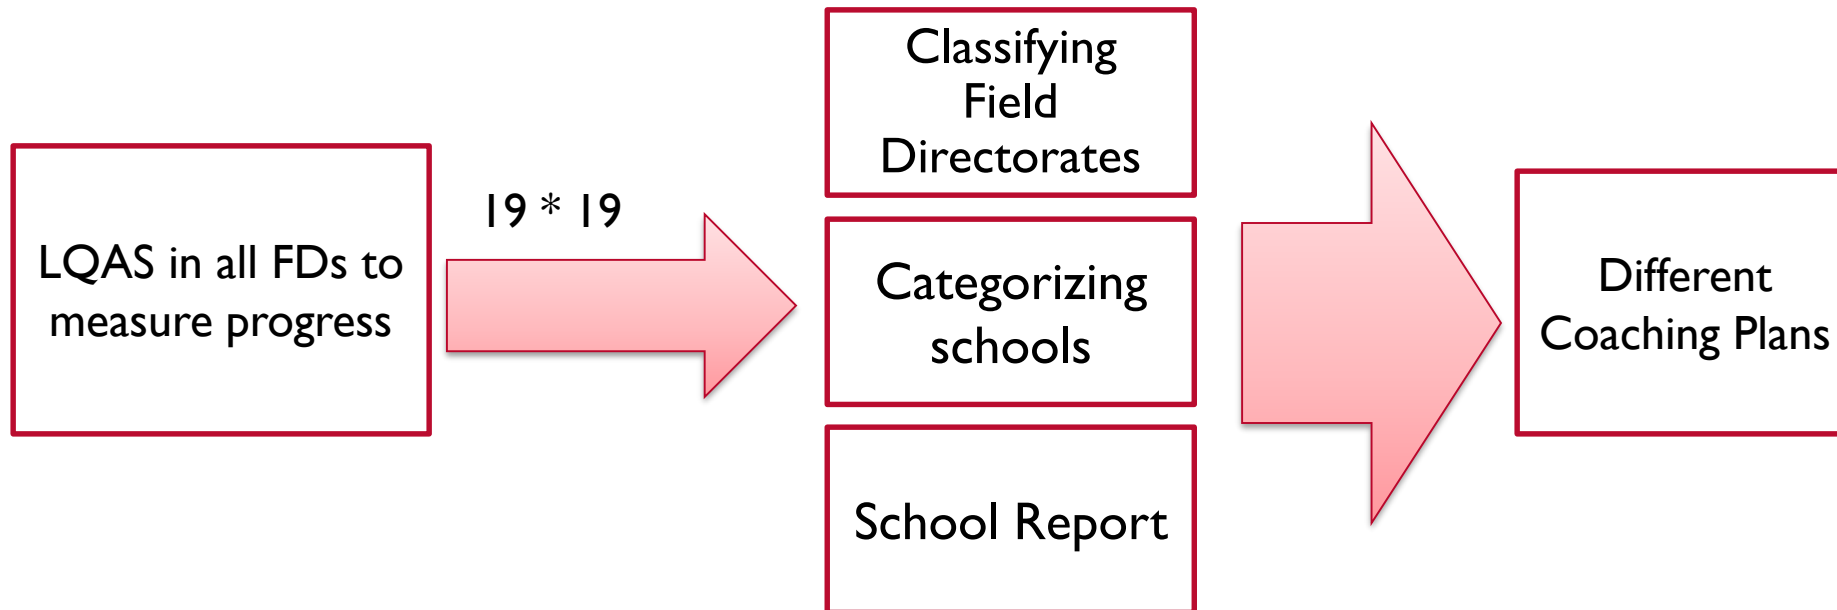 LQAS in all FDs to
measure progress
19 * 19
Classifying
Field
Directorates
Categorizing
schools
School Report
Different
Coaching Plans